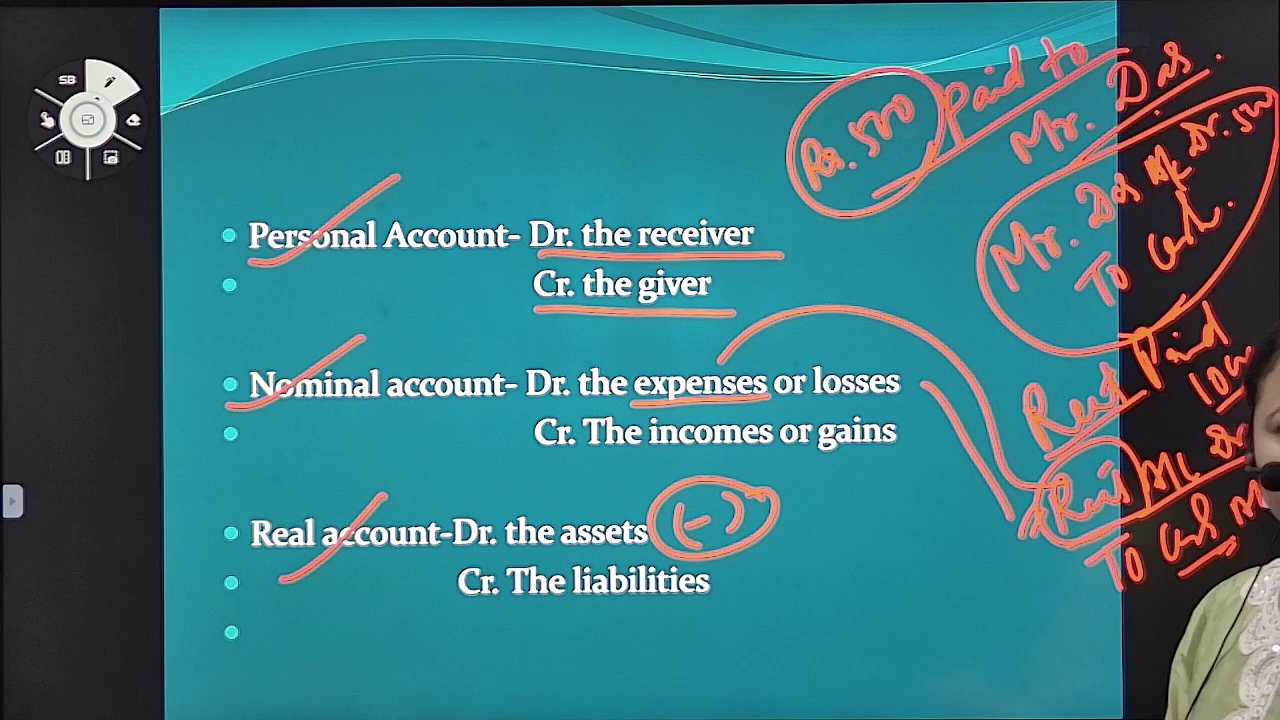 SB
Rs. 500 Paid to
Mr. Das.
Personal Account- Dr. the receiver
Cr. the giver
Mr. Das A/c Dr. 500
To Cash.
Nominal account- Dr. the expenses or losses
Cr. The incomes or gains
Rent Paid
Rent A/c Dr
To Cash
Real account-Dr. the assets (-)
Cr. The liabilities